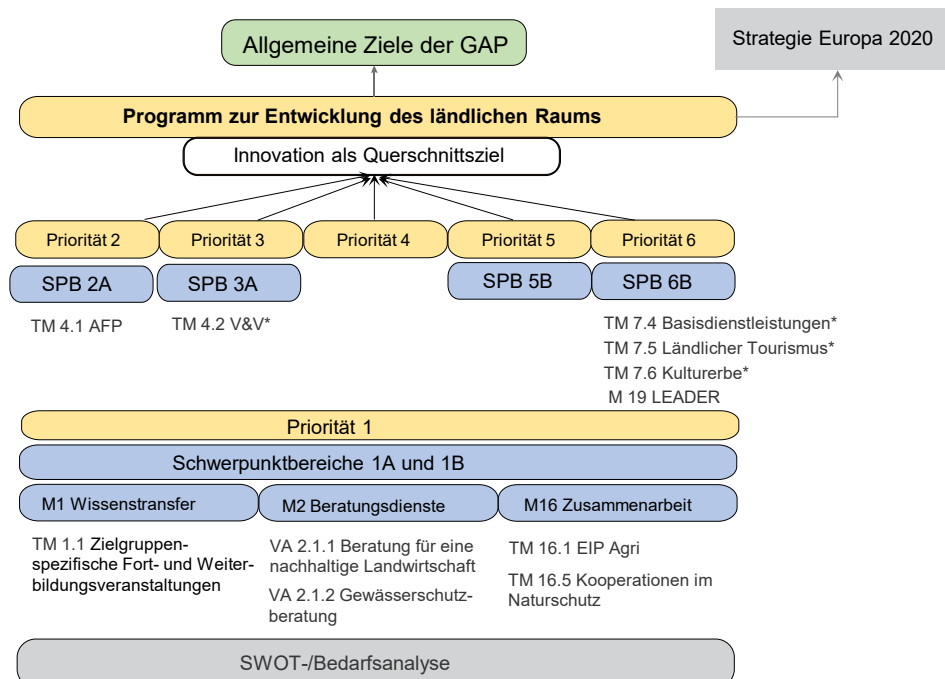 Allgemeine Ziele der GAP
Strategie Europa 2020
Programm zur Entwicklung des ländlichen Raums
Innovation als Querschnittsziel
Priorität 2
Priorität 3
Priorität 4
Priorität 5
Priorität 6
SPB 2A
SPB 3A
SPB 5B
SPB 6B
TM 4.1 AFP
TM 4.2 V&V*
TM 7.4 Basisdienstleistungen*
TM 7.5 Ländlicher Tourismus*
TM 7.6 Kulturerbe*
M 19 LEADER
Priorität 1
Schwerpunktbereiche 1A und 1B
M1 Wissenstransfer
M2 Beratungsdienste
M16 Zusammenarbeit
TM 1.1 Zielgruppen-
spezifische Fort- und Weiter-
bildungsveranstaltungen
VA 2.1.1 Beratung für eine
nachhaltige Landwirtschaft
VA 2.1.2 Gewässerschutz-
beratung
TM 16.1 EIP Agri
TM 16.5 Kooperationen im
Naturschutz
SWOT-/Bedarfsanalyse